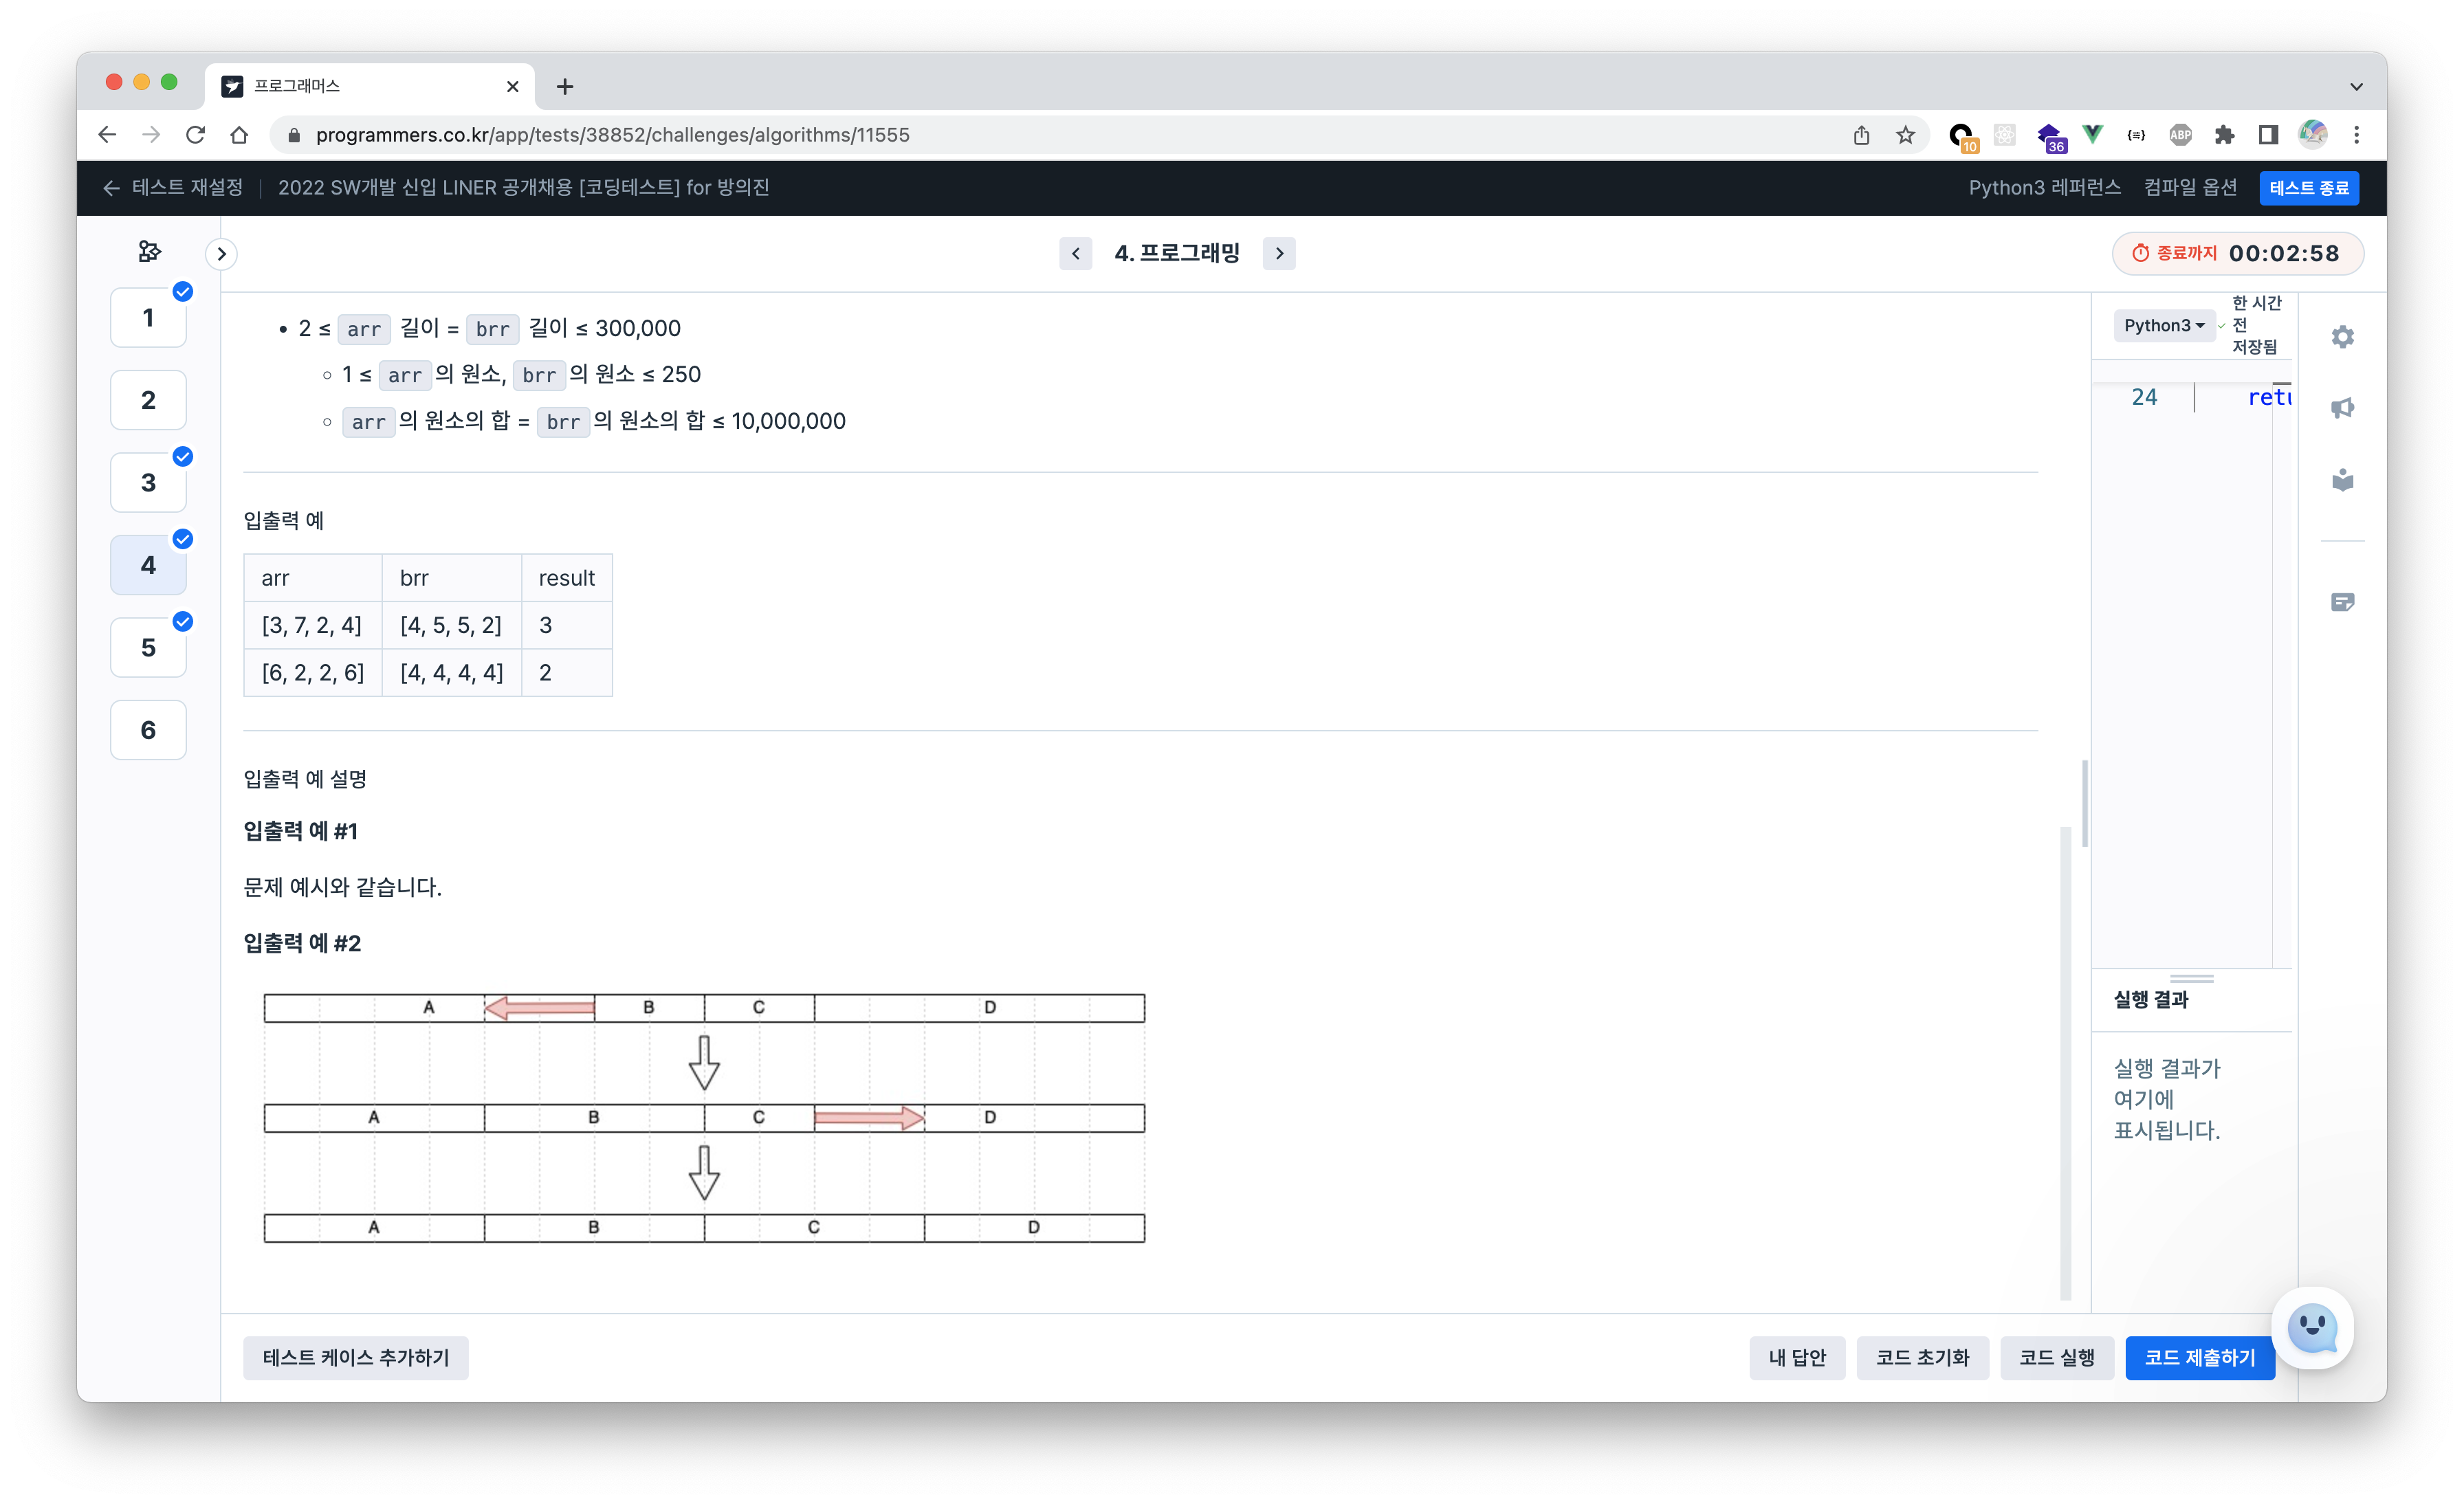 프로그래머스
programmers.co.kr/app/tests/38852/challenges/algorithms/11555
10
36
{≡}
ABP
테스트 재설정
2022 SW개발 신입 LINER 공개채용 [코딩테스트] for 방의진
Python3 레퍼런스
컴파일 옵션
테스트 종료
4. 프로그래밍
종료까지 00:02:58
1
2
3
4
5
6
2 ≤ arr 길이 = brr 길이 ≤ 300,000
1 ≤ arr 의 원소, brr 의 원소 ≤ 250
arr 의 원소의 합 = brr 의 원소의 합 ≤ 10,000,000
입출력 예
arr brr result
[3, 7, 2, 4] [4, 5, 5, 2] 3
[6, 2, 2, 6] [4, 4, 4, 4] 2
입출력 예 설명
입출력 예 #1
문제 예시와 같습니다.
입출력 예 #2
A B C D
A B C D
A B C D
Python3
한 시간
전
저장됨
24 retu
실행 결과
실행 결과가
여기에
표시됩니다.
테스트 케이스 추가하기
내 답안
코드 초기화
코드 실행
코드 제출하기